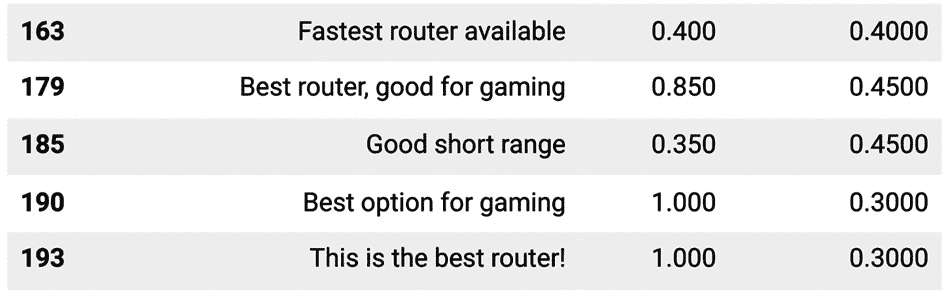 163 Fastest router available 0.400 0.4000
179 Best router, good for gaming 0.850 0.4500
185 Good short range 0.350 0.4500
190 Best option for gaming 1.000 0.3000
193 This is the best router! 1.000 0.3000